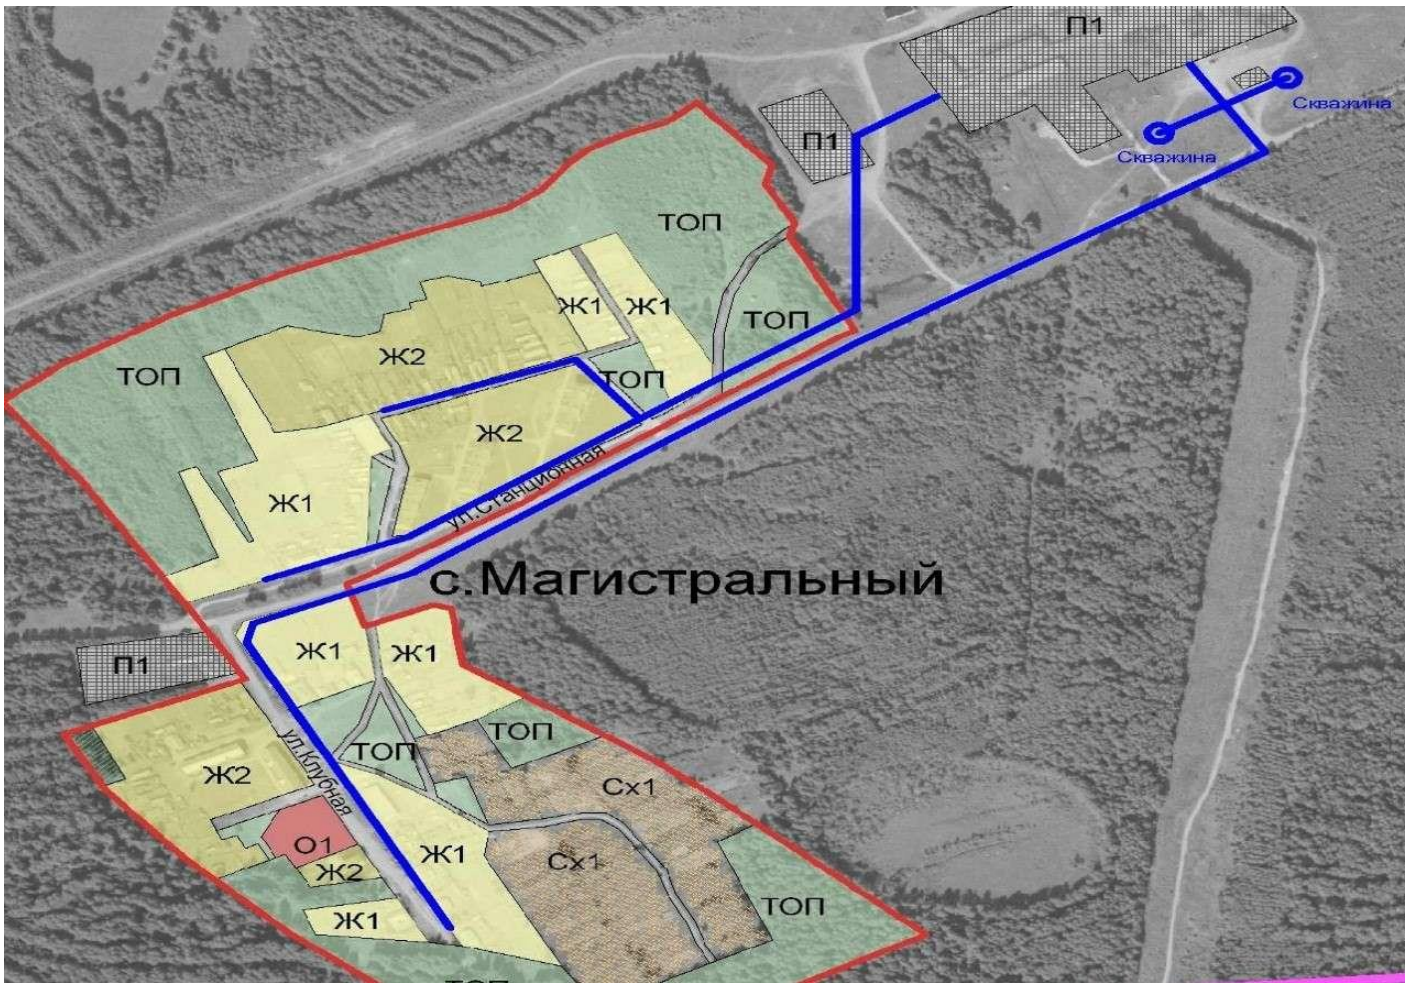 П1
Скважина
П1
Скважина
ТОП
Ж1
Ж1
ТОП
Ж2
ТОП
ТОП
Ж2
ул.Станционная
Ж1
с.Магистральный
Ж1
Ж1
П1
ТОП
ТОП
ул.Клубная
Ж2
Сх1
О1
Ж1
Сх1
Ж2
ТОП
Ж1
ТОП